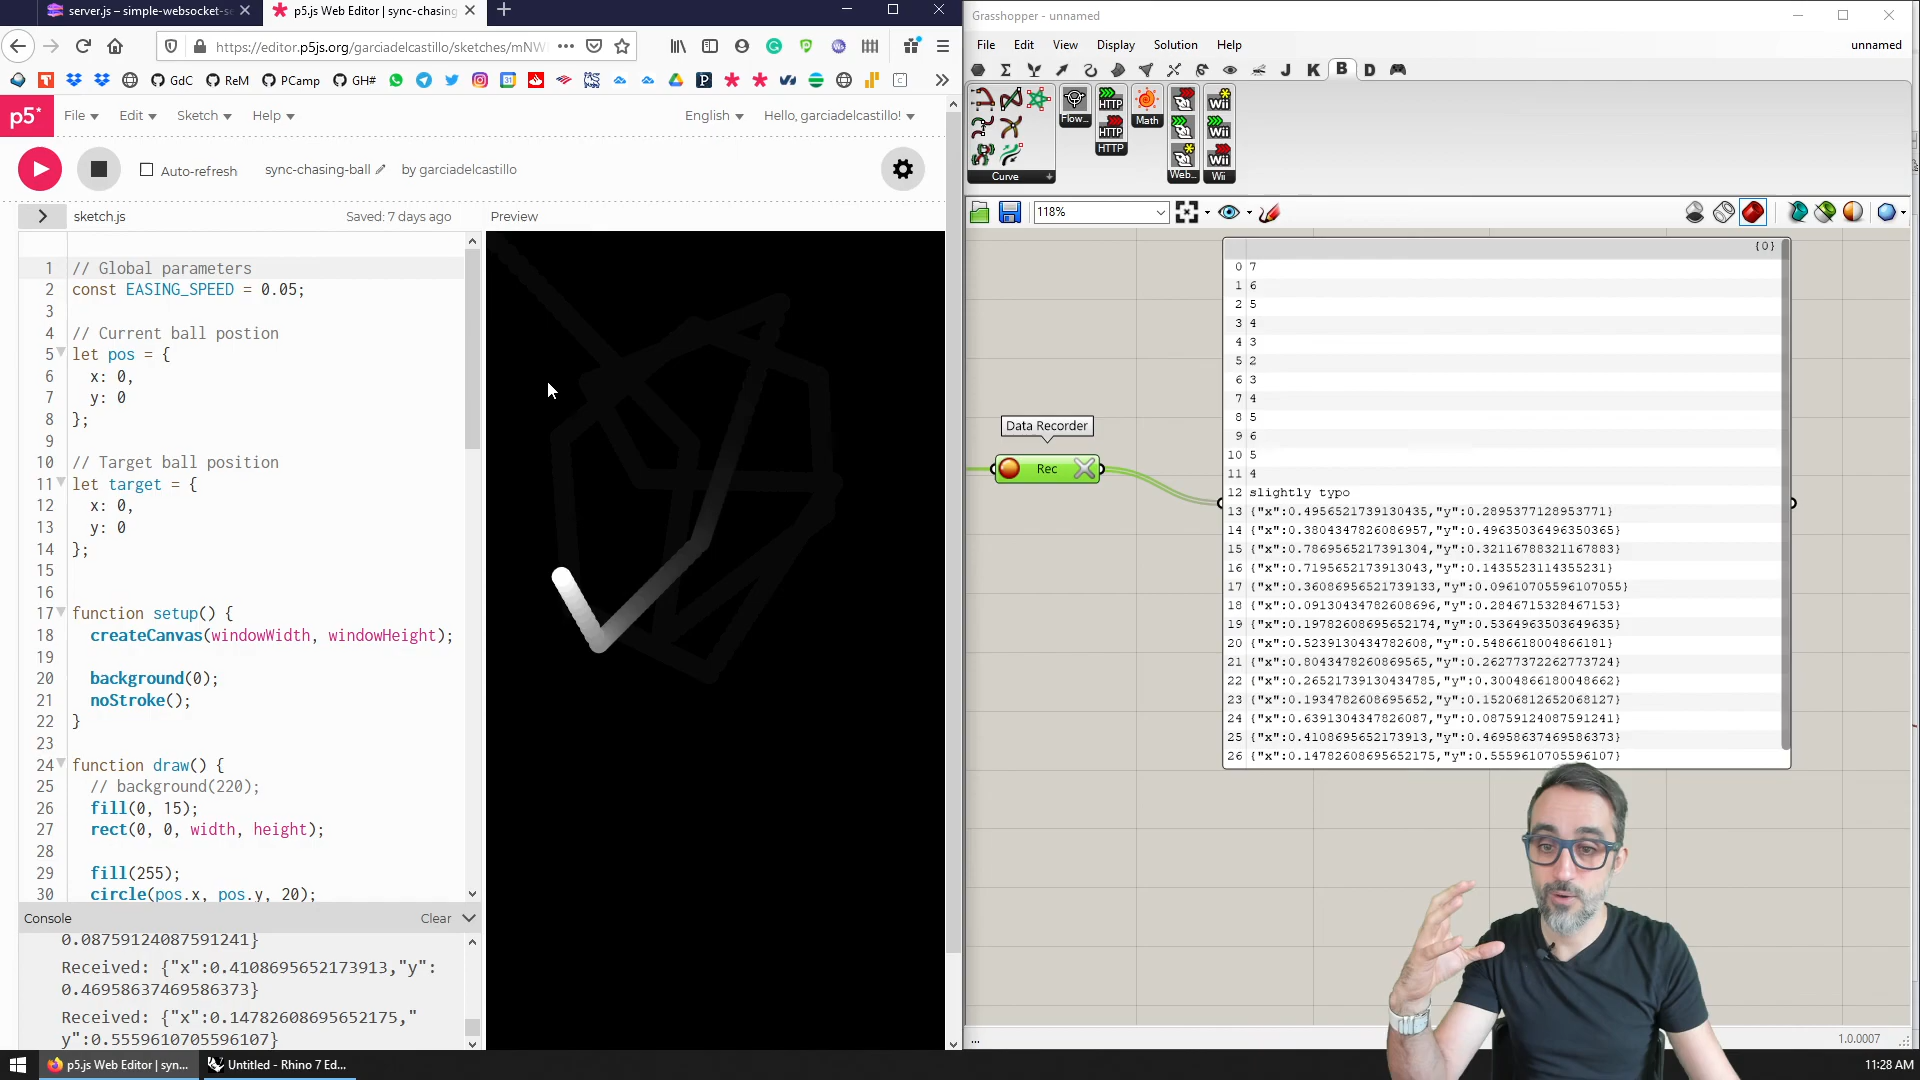 server.js – simple-websocket-se
p5.js Web Editor | sync-chasing-
https://editor.p5js.org/garciadelcastillo/sketches/mNW
GdC
ReM
PCamp
GH#
p5*
File
Edit
Sketch
Help
English
Hello, garciadelcastillo!
Auto-refresh
sync-chasing-ball
by garciadelcastillo
sketch.js
Saved: 7 days ago
Preview
1 // Global parameters
2 const EASING_SPEED = 0.05;
3
4 // Current ball postion
5 let pos = {
6 x: 0,
7 y: 0
8 };
9
10 // Target ball position
11 let target = {
12 x: 0,
13 y: 0
14 };
15
16
17 function setup() {
18 createCanvas(windowWidth, windowHeight);
19
20 background(0);
21 noStroke();
22 }
23
24 function draw() {
25 // background(220);
26 fill(0, 15);
27 rect(0, 0, width, height);
28
29 fill(255);
30 circle(pos.x, pos.y, 20);
Console
Clear
0.08759124087591241}
Received: {"x":0.4108695652173913,"y":
0.46958637469586373}
Received: {"x":0.14782608695652175,"
y":0.5559610705596107}
Grasshopper - unnamed
File
Edit
View
Display
Solution
Help
unnamed
J
K
B
D
Curve
Flow...
HTTP
HTTP
HTTP
Math
Web...
Wii
Wii
Wii
Wii
118%
Data Recorder
Rec
{0}
0 7
1 6
2 5
3 4
4 3
5 2
6 3
7 4
8 5
9 6
10 5
11 4
12 slightly typo
13 {"x":0.4956521739130435,"y":0.2895377128953771}
14 {"x":0.3804347826086957,"y":0.49635036496350365}
15 {"x":0.7869565217391304,"y":0.32116788321167883}
16 {"x":0.7195652173913043,"y":0.1435523114355231}
17 {"x":0.36086956521739133,"y":0.09610705596107055}
18 {"x":0.09130434782608696,"y":0.2846715328467153}
19 {"x":0.19782608695652174,"y":0.5364963503649635}
20 {"x":0.5239130434782608,"y":0.5486618004866181}
21 {"x":0.8043478260869565,"y":0.26277372262773724}
22 {"x":0.26521739130434785,"y":0.3004866180048662}
23 {"x":0.1934782608695652,"y":0.15206812652068127}
24 {"x":0.6391304347826087,"y":0.08759124087591241}
25 {"x":0.4108695652173913,"y":0.46958637469586373}
26 {"x":0.14782608695652175,"y":0.5559610705596107}
...
1.0.0007
p5.js Web Editor | syn...
Untitled - Rhino 7 Ed...
11:28 AM